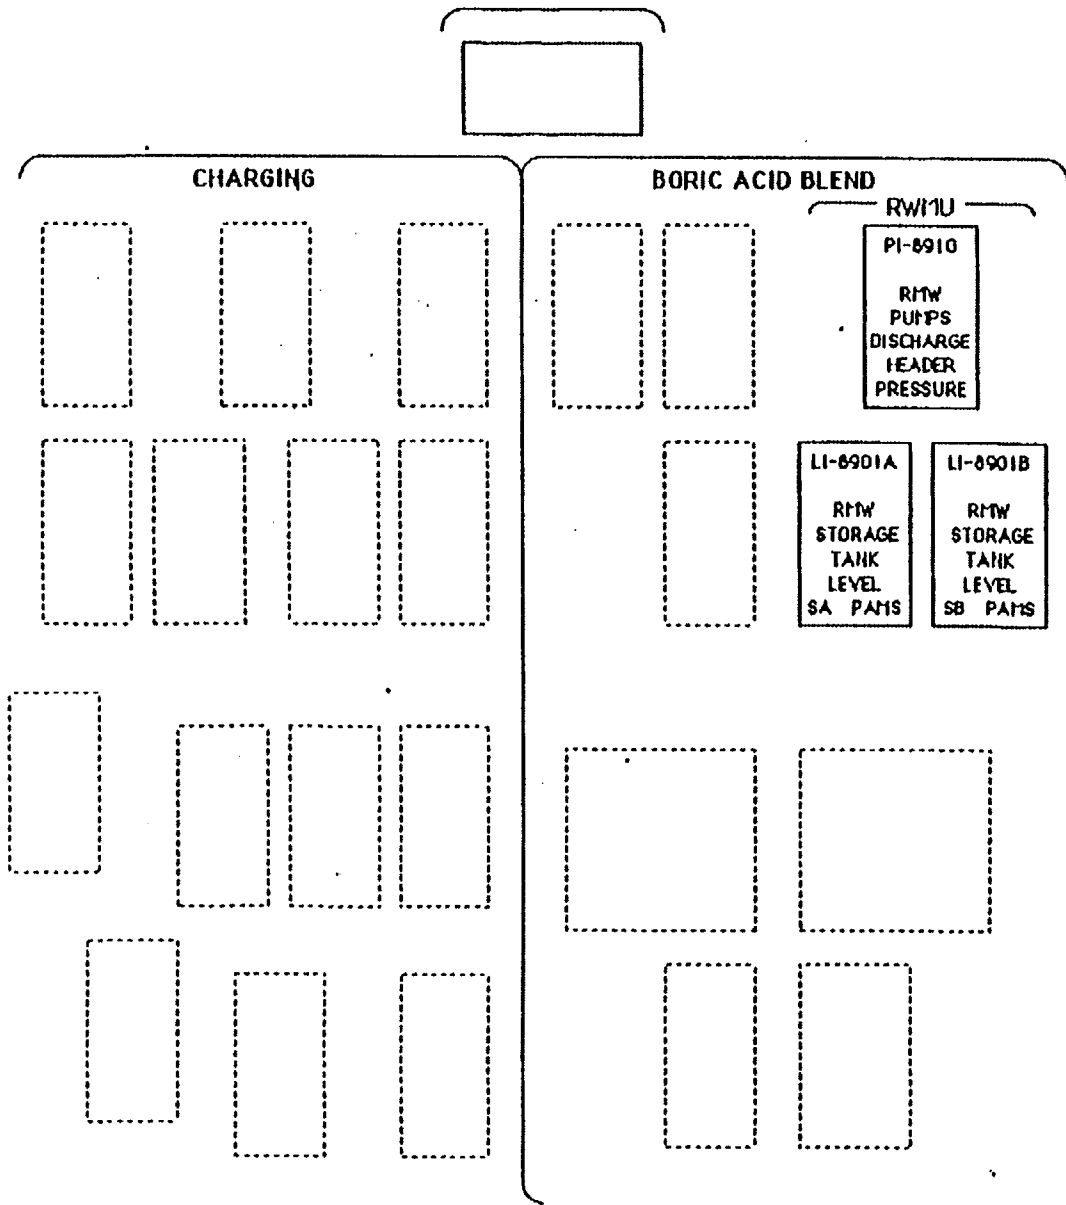 CHARGING
BORIC ACID BLEND
RWMU
PI-8910
RMW
PUMPS
DISCHARGE
HEADER
PRESSURE
LI-8901A
RMW
STORAGE
TANK
LEVEL
SA PAMS
LI-8901B
RMW
STORAGE
TANK
LEVEL
SB PAMS